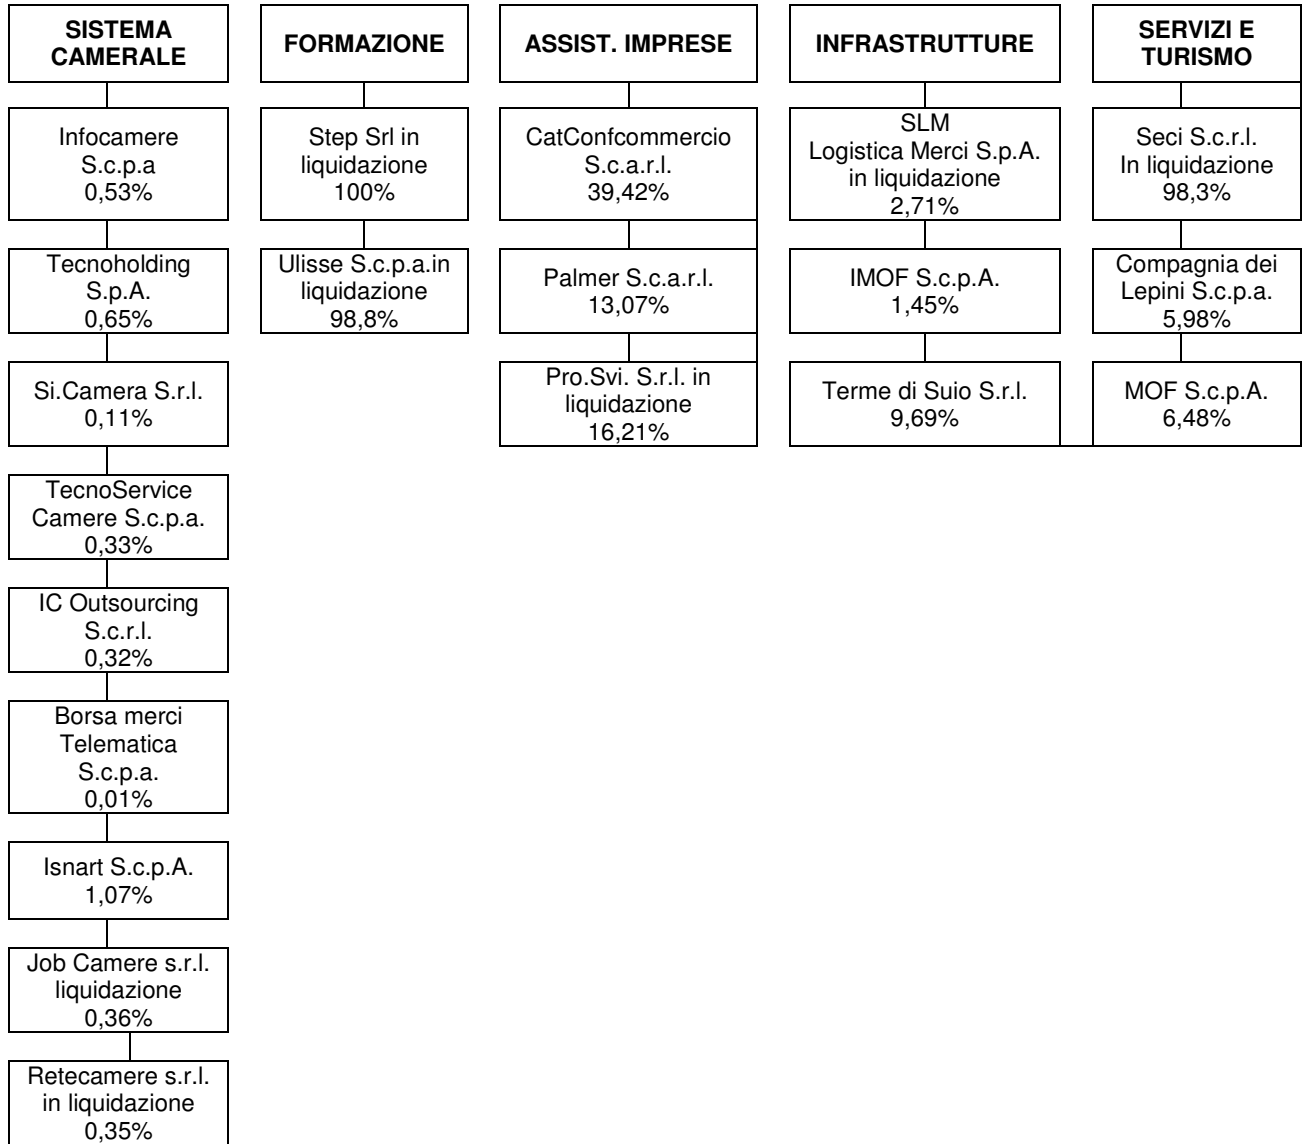 SISTEMA
CAMERALE
Infocamere
S.c.p.a
0,53%
Tecnoholding
S.p.A.
0,65%
Si.Camera S.r.l.
0,11%
TecnoService
Camere S.c.p.a.
0,33%
IC Outsourcing
S.c.r.l.
0,32%
Borsa merci
Telematica
S.c.p.a.
0,01%
Isnart S.c.p.A.
1,07%
Job Camere s.r.l.
liquidazione
0,36%
Retecamere s.r.l.
in liquidazione
0,35%
FORMAZIONE
Step Srl in
liquidazione
100%
Ulisse S.c.p.a.in
liquidazione
98,8%
ASSIST. IMPRESE
CatConfcommercio
S.c.a.r.l.
39,42%
Palmer S.c.a.r.l.
13,07%
Pro.Svi. S.r.l. in
liquidazione
16,21%
INFRASTRUTTURE
SLM
Logistica Merci S.p.A.
in liquidazione
2,71%
IMOF S.c.p.A.
1,45%
Terme di Suio S.r.l.
9,69%
SERVIZI E
TURISMO
Seci S.c.r.l.
In liquidazione
98,3%
Compagnia dei
Lepini S.c.p.a.
5,98%
MOF S.c.p.A.
6,48%